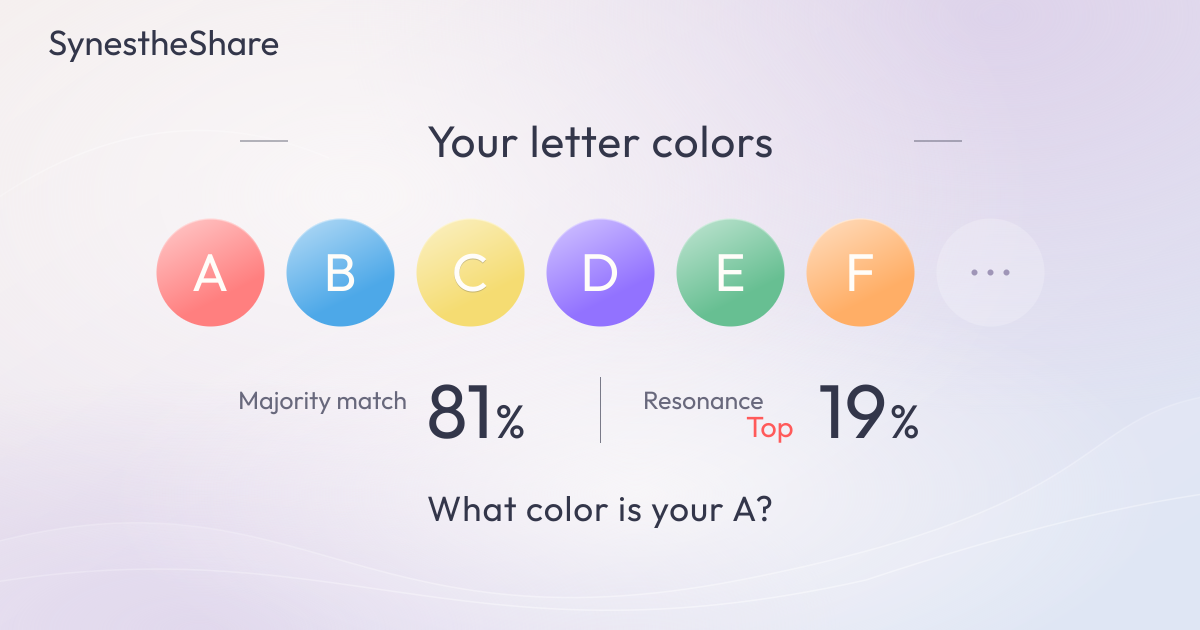 SynestheShare
Your letter colors
A B C D E F ...
Majority match 81% Resonance Top 19%
What color is your A?